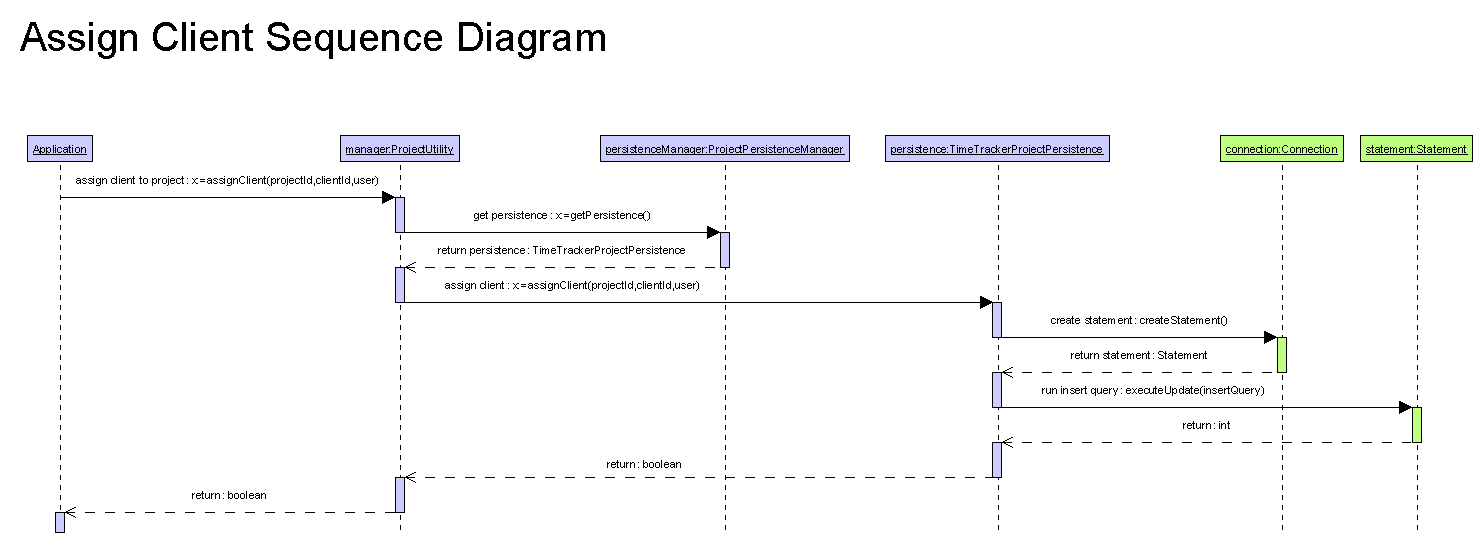 Assign Client Sequence Diagram
Application
manager:ProjectUtility
persistenceManager:ProjectPersistenceManager
persistence:TimeTrackerProjectPersistence
connection:Connection
statement:Statement
assign client to project : x:=assignClient(projectId,clientId,user)
get persistence : x:=getPersistence()
return persistence : TimeTrackerProjectPersistence
assign client : x:=assignClient(projectId,clientId,user)
create statement : createStatement()
return statement : Statement
run insert query : executeUpdate(insertQuery)
return : int
return : boolean
return : boolean